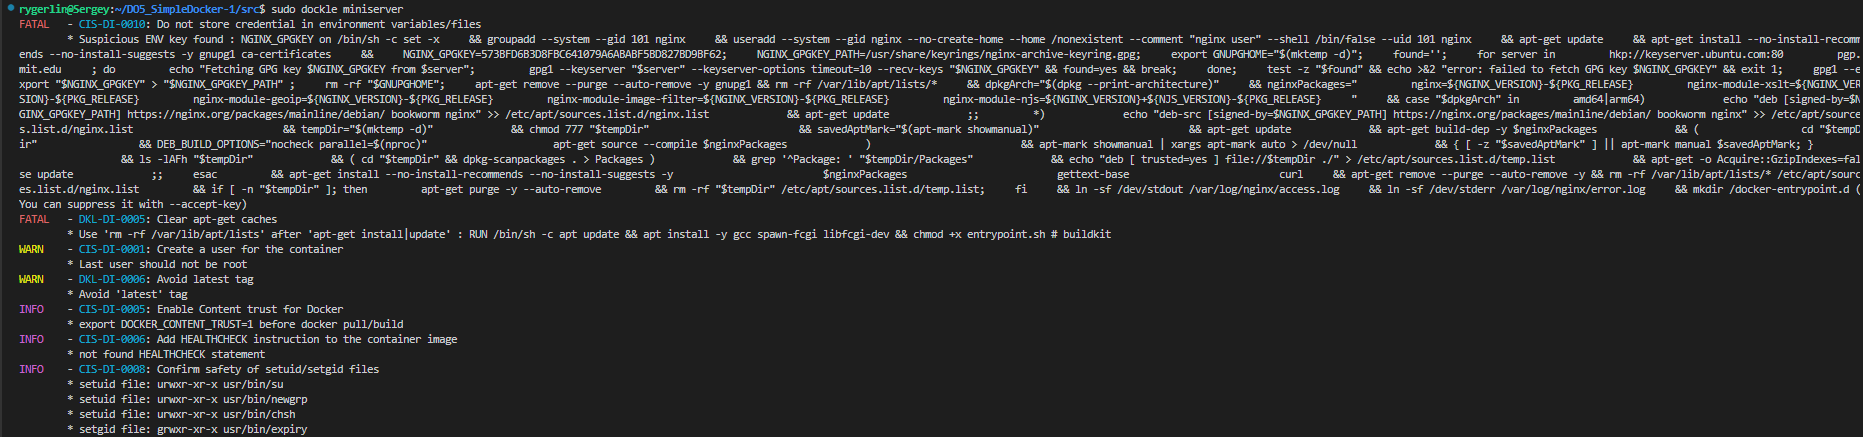 rygerlin@Sergey:~/DO5_SimpleDocker-1/src$ sudo dockle miniserver
FATAL - CIS-DI-0010: Do not store credential in environment variables/files
* Suspicious ENV key found : NGINX_GPGKEY on /bin/sh -c set -x && groupadd --system --gid 101 nginx && useradd --system --gid nginx --no-create-home --home /nonexistent --comment "nginx user" --shell /bin/false --uid 101 nginx && apt-get update && apt-get install --no-install-recomm
ends --no-install-suggests -y gnupg1 ca-certificates && NGINX_GPGKEY=573BFD6B3D8FBC641079A6ABABF5BD827BD9BF62; NGINX_GPGKEY_PATH=/usr/share/keyrings/nginx-archive-keyring.gpg; export GNUPGHOME="$(mktemp -d)"; found=''; for server in hkp://keyserver.ubuntu.com:80 pgp.
mit.edu ; do echo "Fetching GPG key $NGINX_GPGKEY from $server"; gpg1 --keyserver "$server" --keyserver-options timeout=10 --recv-keys "$NGINX_GPGKEY" && found=yes && break; done; test -z "$found" && echo >&2 "error: failed to fetch GPG key $NGINX_GPGKEY" && exit 1; gpg1 --e
xport "$NGINX_GPGKEY" > "$NGINX_GPGKEY_PATH" ; rm -rf "$GNUPGHOME"; apt-get remove --purge --auto-remove -y gnupg1 && rm -rf /var/lib/apt/lists/* && dpkgArch="$(dpkg --print-architecture)" && nginxPackages=" nginx=${NGINX_VERSION}-${PKG_RELEASE} nginx-module-xslt=${NGINX_VER
SION}-${PKG_RELEASE} nginx-module-geoip=${NGINX_VERSION}-${PKG_RELEASE} nginx-module-image-filter=${NGINX_VERSION}-${PKG_RELEASE} nginx-module-njs=${NGINX_VERSION}+${NJS_VERSION}-${PKG_RELEASE} " && case "$dpkgArch" in amd64|arm64) echo "deb [signed-by=$N
GINX_GPGKEY_PATH] https://nginx.org/packages/mainline/debian/ bookworm nginx" >> /etc/apt/sources.list.d/nginx.list && apt-get update ;; *) echo "deb-src [signed-by=$NGINX_GPGKEY_PATH] https://nginx.org/packages/mainline/debian/ bookworm nginx" >> /etc/apt/source
s.list.d/nginx.list && tempDir="$(mktemp -d)" && chmod 777 "$tempDir" && savedAptMark="$(apt-mark showmanual)" && apt-get update && apt-get build-dep -y $nginxPackages && ( cd "$tempD
ir" && DEB_BUILD_OPTIONS="nocheck parallel=$(nproc)" apt-get source --compile $nginxPackages ) && apt-mark showmanual | xargs apt-mark auto > /dev/null && { [ -z "$savedAptMark" ] || apt-mark manual $savedAptMark; }
&& ls -lAFh "$tempDir" && ( cd "$tempDir" && dpkg-scanpackages . > Packages ) && grep '^Package: ' "$tempDir/Packages" && echo "deb [ trusted=yes ] file://$tempDir ./" > /etc/apt/sources.list.d/temp.list && apt-get -o Acquire::GzipIndexes=fal
se update ;; esac && apt-get install --no-install-recommends --no-install-suggests -y $nginxPackages gettext-base curl && apt-get remove --purge --auto-remove -y && rm -rf /var/lib/apt/lists/* /etc/apt/sourc
es.list.d/nginx.list && if [ -n "$tempDir" ]; then apt-get purge -y --auto-remove && rm -rf "$tempDir" /etc/apt/sources.list.d/temp.list; fi && ln -sf /dev/stdout /var/log/nginx/access.log && ln -sf /dev/stderr /var/log/nginx/error.log && mkdir /docker-entrypoint.d (
You can suppress it with --accept-key)
FATAL - DKL-DI-0005: Clear apt-get caches
* Use 'rm -rf /var/lib/apt/lists' after 'apt-get install|update' : RUN /bin/sh -c apt update && apt install -y gcc spawn-fcgi libfcgi-dev && chmod +x entrypoint.sh # buildkit
WARN - CIS-DI-0001: Create a user for the container
* Last user should not be root
WARN - DKL-DI-0006: Avoid latest tag
* Avoid 'latest' tag
INFO - CIS-DI-0005: Enable Content trust for Docker
* export DOCKER_CONTENT_TRUST=1 before docker pull/build
INFO - CIS-DI-0006: Add HEALTHCHECK instruction to the container image
* not found HEALTHCHECK statement
INFO - CIS-DI-0008: Confirm safety of setuid/setgid files
* setuid file: urwxr-xr-x usr/bin/su
* setuid file: urwxr-xr-x usr/bin/newgrp
* setuid file: urwxr-xr-x usr/bin/chsh
* setgid file: grwxr-xr-x usr/bin/expiry